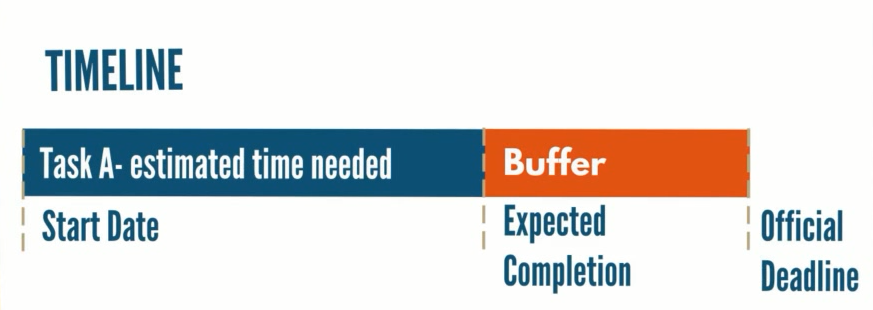 TIMELINE
Task A- estimated time needed
Buffer
Start Date
Expected
Completion
Official
Deadline